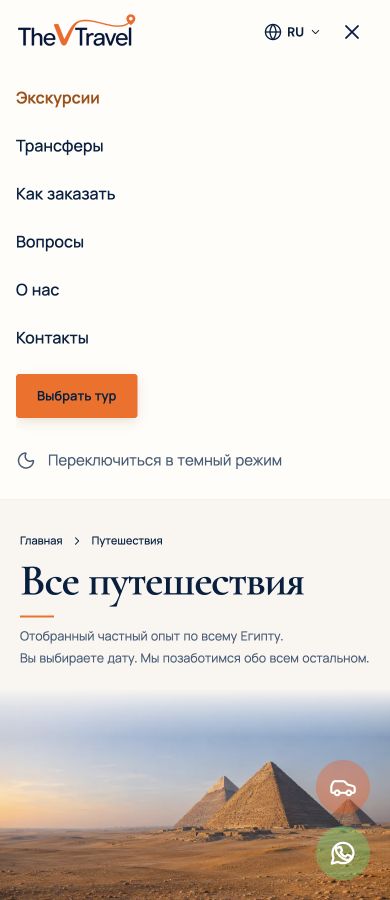 TheVTravel
RU
Экскурсии
Трансферы
Как заказать
Вопросы
О нас
Контакты
Выбрать тур
Переключиться в темный режим
Главная > Путешествия
Все путешествия
Отобранный частный опыт по всему Египту.
Вы выбираете дату. Мы позаботимся обо всем остальном.